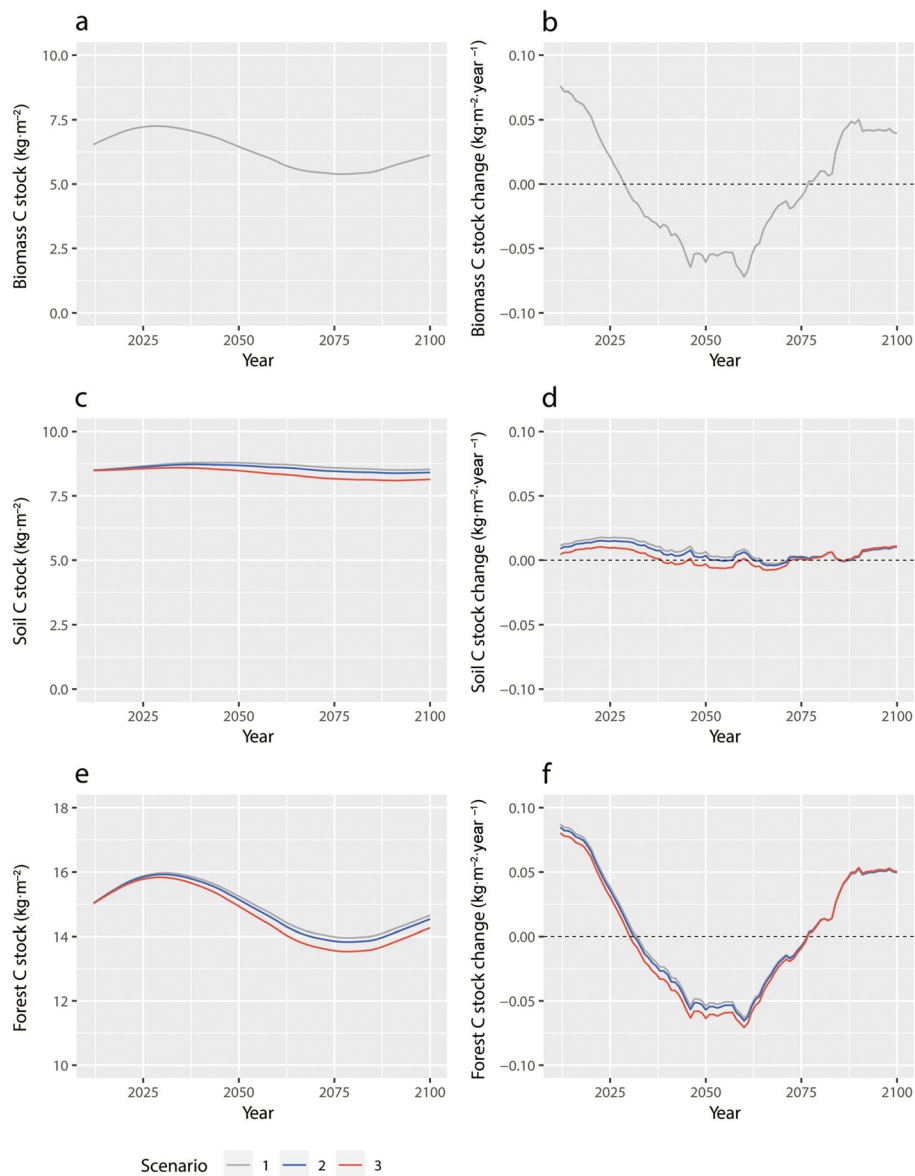 a
10.0
7.5
5.0
2.5
0.0
Biomass C stock (kg·m⁻²)
2025 2050 2075 2100
Year
b
0.10
0.05
0.00
−0.05
−0.10
Biomass C stock change (kg·m⁻²·year ⁻¹)
2025 2050 2075 2100
Year
c
10.0
7.5
5.0
2.5
0.0
Soil C stock (kg·m⁻²)
2025 2050 2075 2100
Year
d
0.10
0.05
0.00
−0.05
−0.10
Soil C stock change (kg·m⁻²·year ⁻¹)
2025 2050 2075 2100
Year
e
18
16
14
12
10
Forest C stock (kg·m⁻²)
2025 2050 2075 2100
Year
f
0.10
0.05
0.00
−0.05
−0.10
Forest C stock change (kg·m⁻²·year ⁻¹)
2025 2050 2075 2100
Year
Scenario 1 2 3